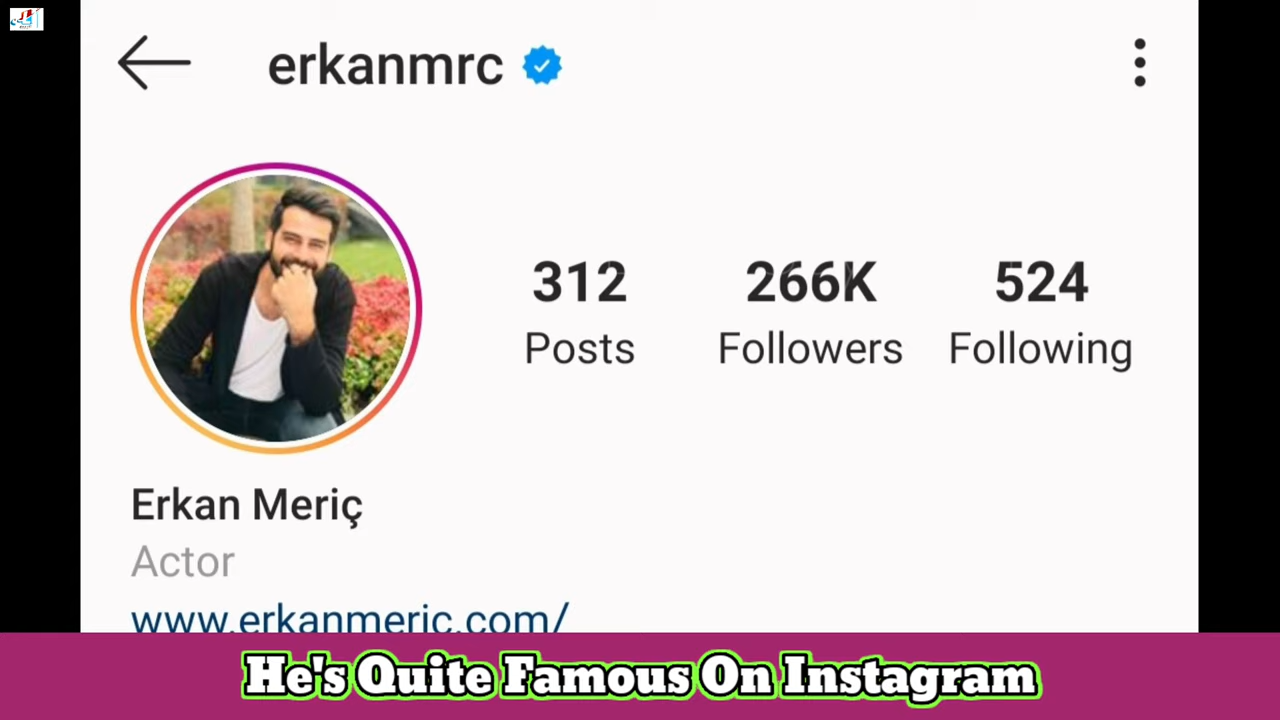 erkanmrc
312 266K 524
Posts Followers Following
Erkan Meriç
Actor
www.erkanmeric.com/
He's Quite Famous On Instagram